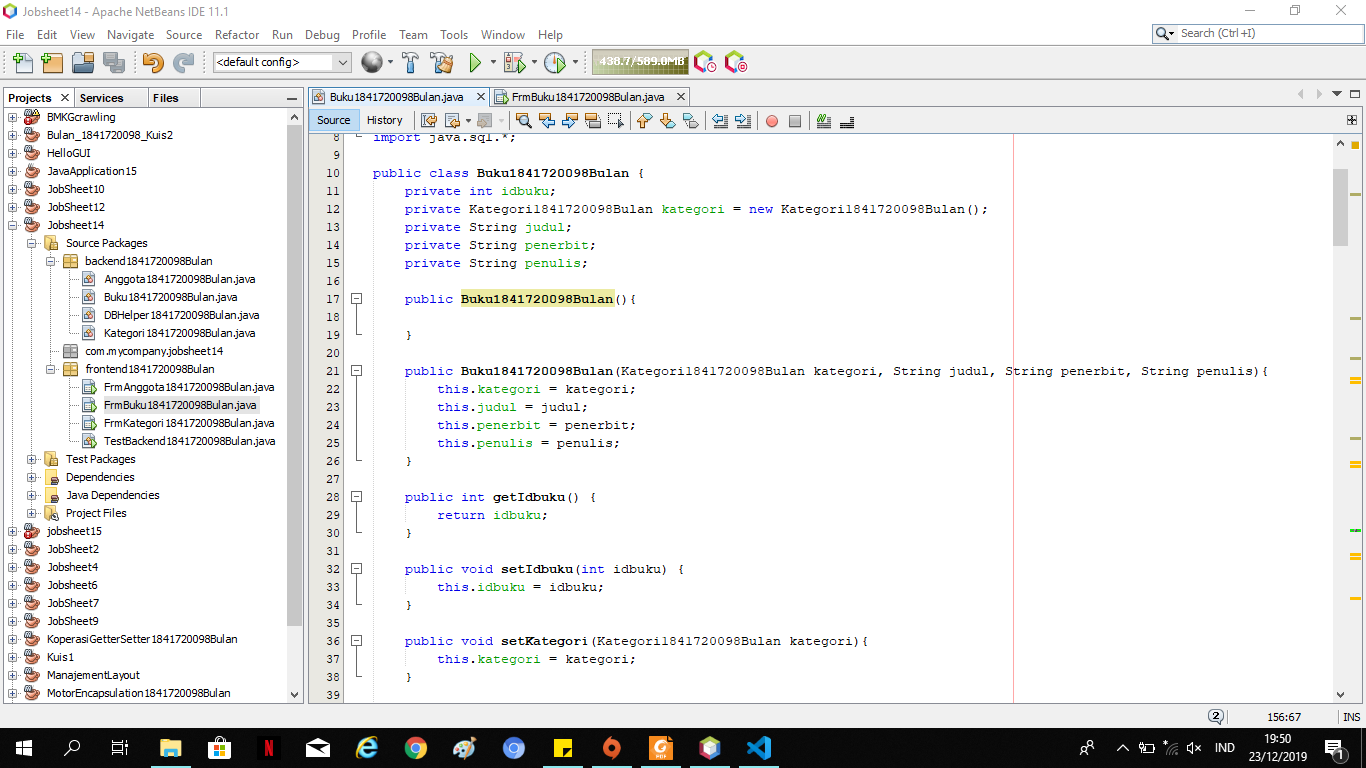 Jobsheet14 - Apache NetBeans IDE 11.1
File Edit View Navigate Source Refactor Run Debug Profile Team Tools Window Help
Search (Ctrl+I)
<default config>
438.7/589.0MB
Projects Services Files
BMKGcrawling
Bulan_1841720098_Kuis2
HelloGUI
JavaApplication15
JobSheet10
JobSheet12
Jobsheet14
Source Packages
backend1841720098Bulan
Anggota1841720098Bulan.java
Buku1841720098Bulan.java
DBHelper1841720098Bulan.java
Kategori1841720098Bulan.java
com.mycompany.jobsheet14
frontend1841720098Bulan
FrmAnggota1841720098Bulan.java
FrmBuku1841720098Bulan.java
FrmKategori1841720098Bulan.java
TestBackend1841720098Bulan.java
Test Packages
Dependencies
Java Dependencies
Project Files
jobsheet15
JobSheet2
Jobsheet4
Jobsheet6
JobSheet7
JobSheet9
KoperasiGetterSetter1841720098Bulan
Kuis1
ManajementLayout
MotorEncapsulation1841720098Bulan
Buku1841720098Bulan.java FrmBuku1841720098Bulan.java
Source History
8 import java.sql.*;
9
10 public class Buku1841720098Bulan {
11 private int idbuku;
12 private Kategori1841720098Bulan kategori = new Kategori1841720098Bulan();
13 private String judul;
14 private String penerbit;
15 private String penulis;
16
17 public Buku1841720098Bulan(){
18
19 }
20
21 public Buku1841720098Bulan(Kategori1841720098Bulan kategori, String judul, String penerbit, String penulis){
22 this.kategori = kategori;
23 this.judul = judul;
24 this.penerbit = penerbit;
25 this.penulis = penulis;
26 }
27
28 public int getIdbuku() {
29 return idbuku;
30 }
31
32 public void setIdbuku(int idbuku) {
33 this.idbuku = idbuku;
34 }
35
36 public void setKategori(Kategori1841720098Bulan kategori){
37 this.kategori = kategori;
38 }
39
2 156:67 INS
IND
19:50
23/12/2019
1